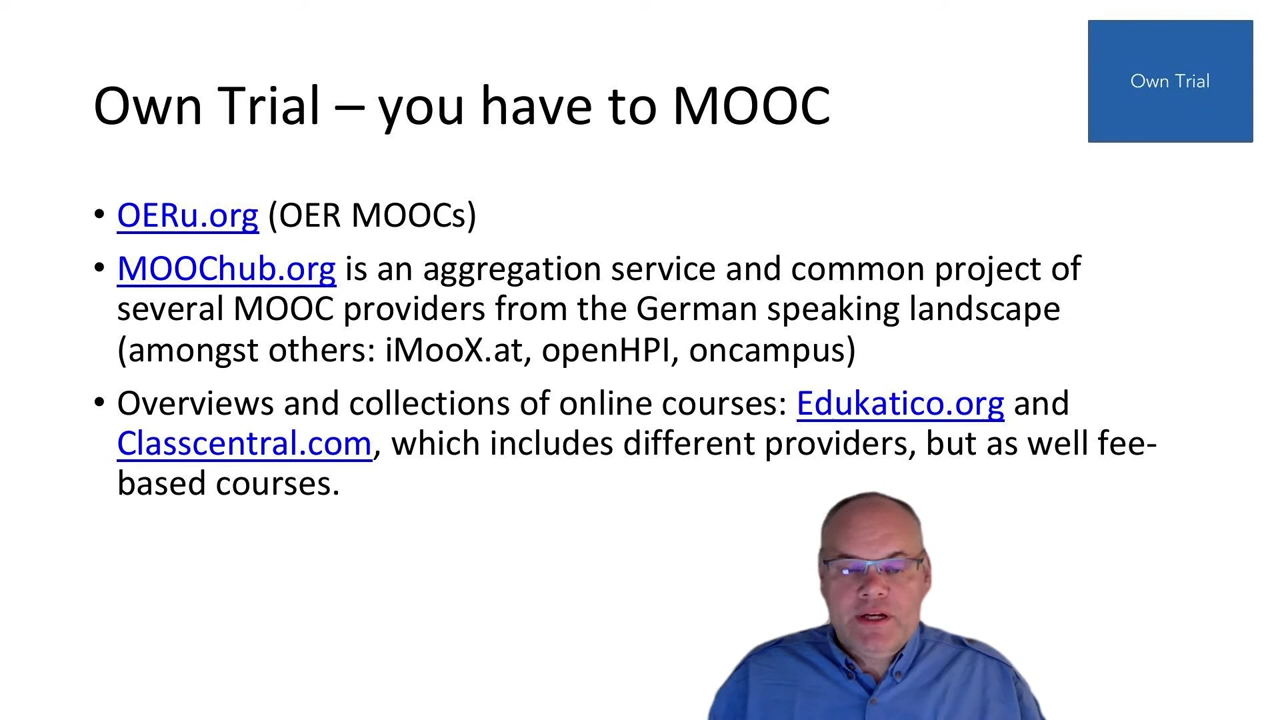 Own Trial
Own Trial – you have to MOOC
• OERu.org (OER MOOCs)
• MOOChub.org is an aggregation service and common project of
several MOOC providers from the German speaking landscape
(amongst others: iMooX.at, openHPI, oncampus)
• Overviews and collections of online courses: Edukatico.org and
Classcentral.com, which includes different providers, but as well fee-
based courses.